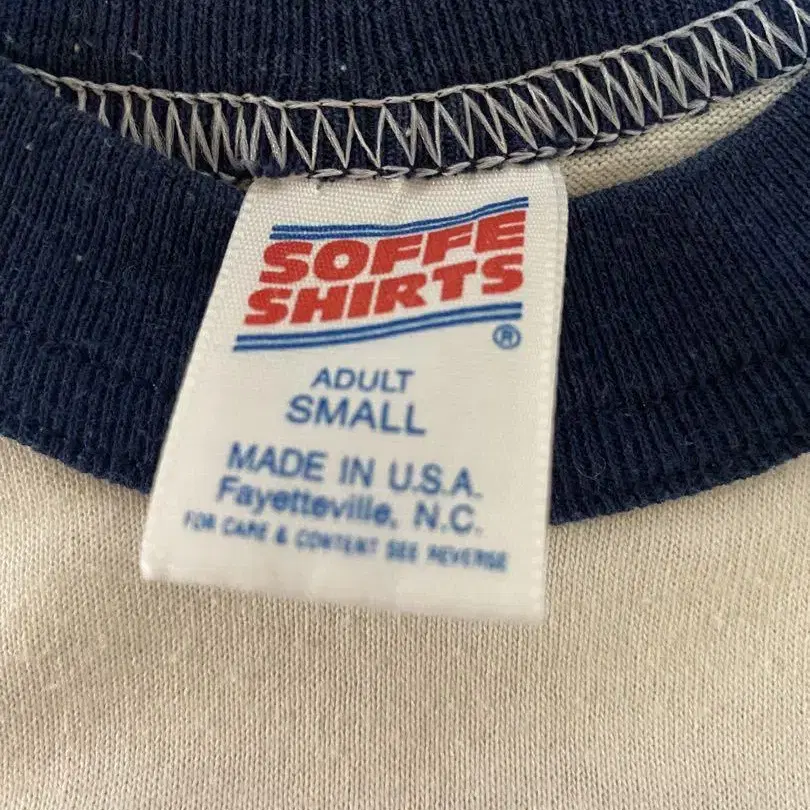 SOFFE
SHIRTS
®
ADULT
SMALL
MADE IN U.S.A.
Fayetteville, N.C.
FOR CARE & CONTENT SEE REVERSE